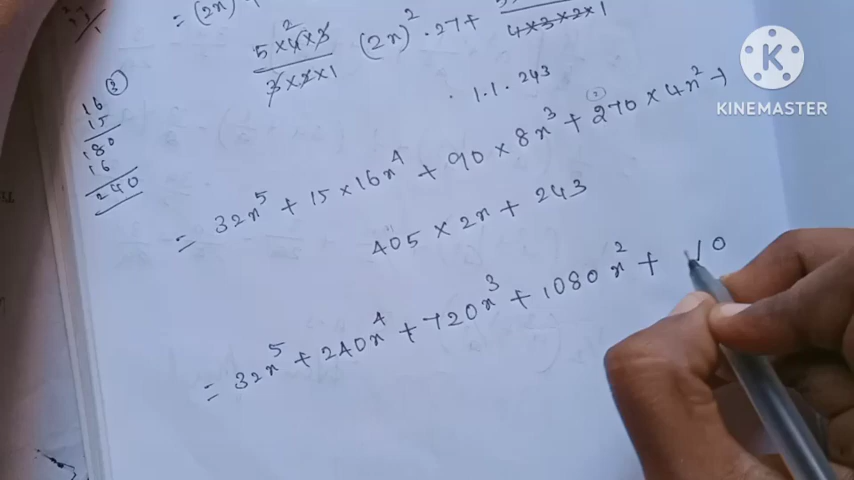 = (2x)
5 × 4 × 3 / 3 × 2 × 1 (2x)² · 27 + / 4 × 3 × 2 × 1
· 1 · 1 · 243
= 32x⁵ + 15 × 16x⁴ + 90 × 8x³ + 270 × 4x² +
405 × 2x + 243
= 32x⁵ + 240x⁴ + 720x³ + 1080x² + 10
16
15
180
16
240
K
KINEMASTER